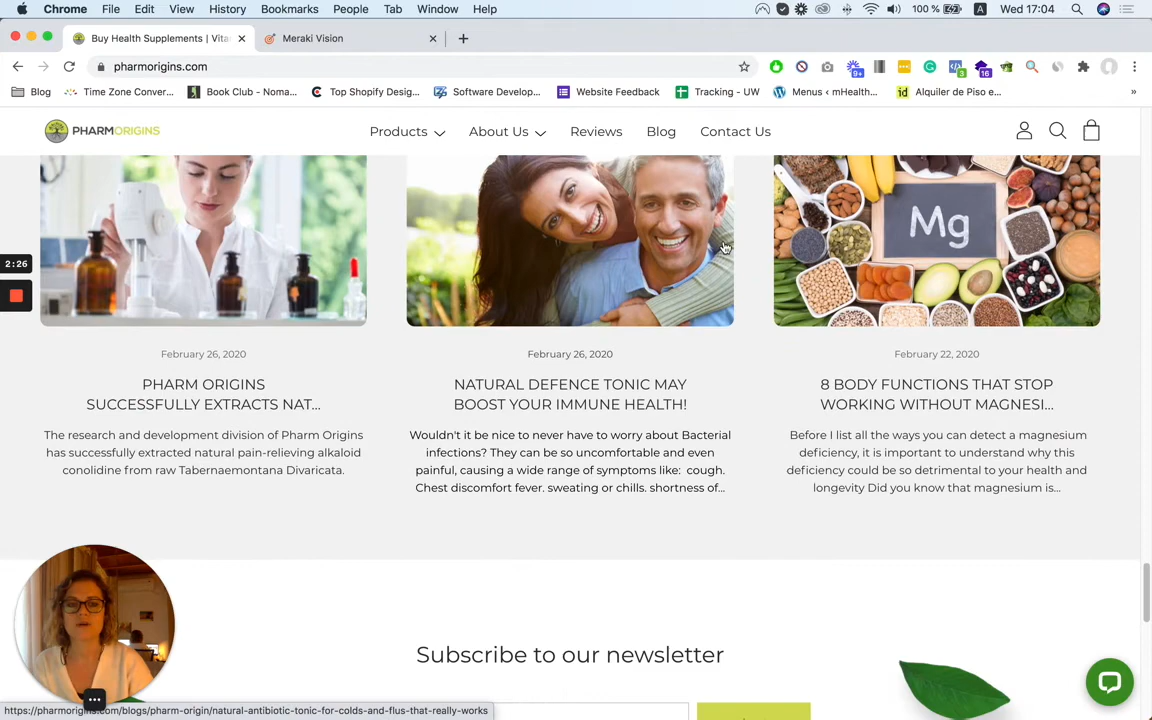 Chrome File Edit View History Bookmarks People Tab Window Help 100 % A Wed 17:04
Buy Health Supplements | Vita Meraki Vision
pharmorigins.com 9+ 3 16
Blog Time Zone Conver... Book Club - Noma... Top Shopify Desig... Software Develop... Website Feedback Tracking - UW Menus ‹ mHealth... Alquiler de Piso e... »
PHARMORIGINS Products About Us Reviews Blog Contact Us
Mg
2:26
February 26, 2020
PHARM ORIGINS
SUCCESSFULLY EXTRACTS NAT...
The research and development division of Pharm Origins
has successfully extracted natural pain-relieving alkaloid
conolidine from raw Tabernaemontana Divaricata.
February 26, 2020
NATURAL DEFENCE TONIC MAY
BOOST YOUR IMMUNE HEALTH!
Wouldn't it be nice to never have to worry about Bacterial
infections? They can be so uncomfortable and even
painful, causing a wide range of symptoms like: cough.
Chest discomfort fever. sweating or chills. shortness of...
February 22, 2020
8 BODY FUNCTIONS THAT STOP
WORKING WITHOUT MAGNESI...
Before I list all the ways you can detect a magnesium
deficiency, it is important to understand why this
deficiency could be so detrimental to your health and
longevity Did you know that magnesium is...
Subscribe to our newsletter
https://pharmorigins.com/blogs/pharm-origin/natural-antibiotic-tonic-for-colds-and-flus-that-really-works